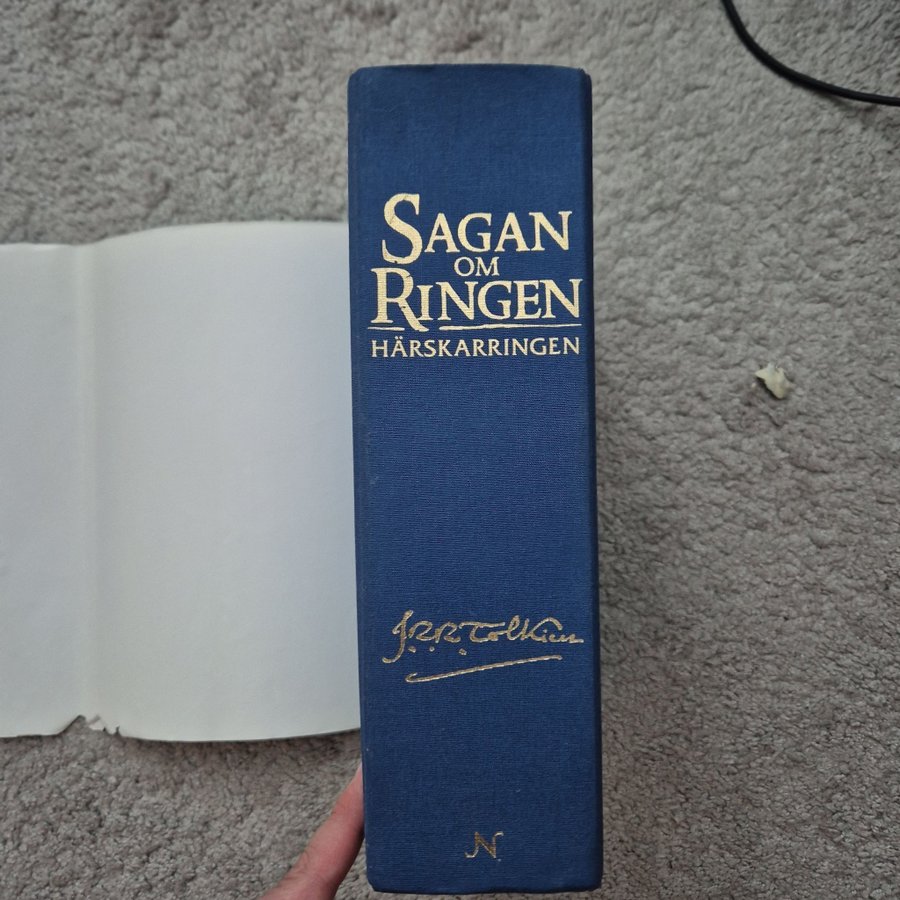 SAGAN
OM
RINGEN
HÄRSKARRINGEN
J.R.R. Tolkien
N